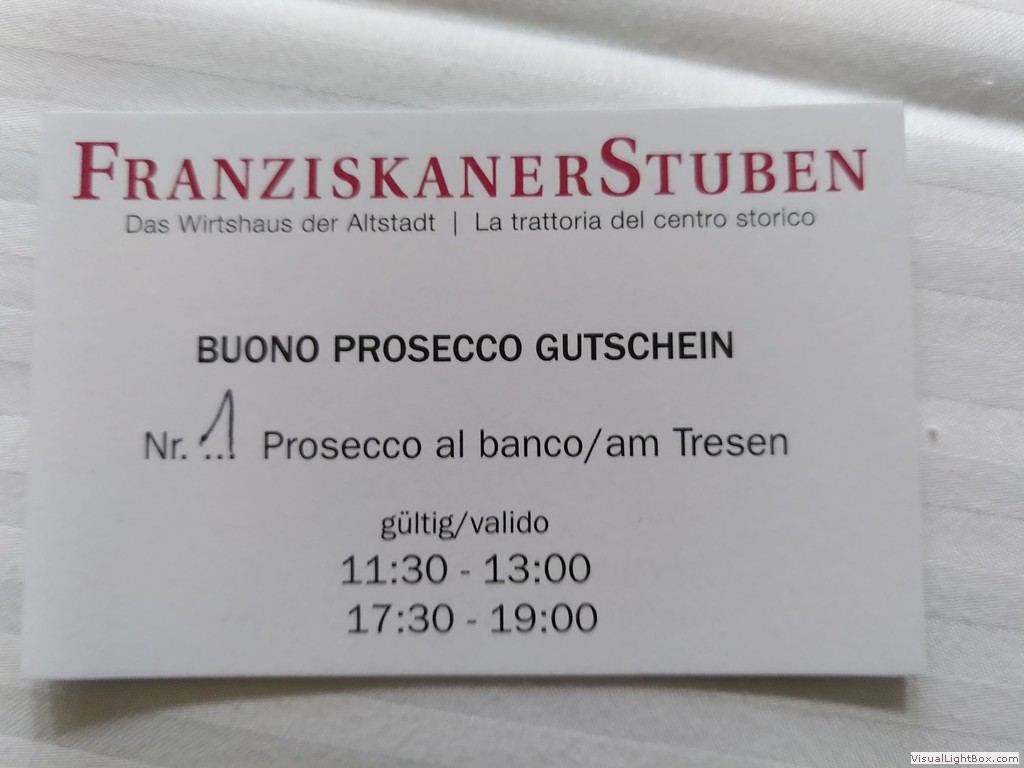 FRANZISKANERSTUBEN
Das Wirtshaus der Altstadt | La trattoria del centro storico
BUONO PROSECCO GUTSCHEIN
Nr. 1 Prosecco al banco/am Tresen
gültig/valido
11:30 - 13:00
17:30 - 19:00
VisualLightBox.com